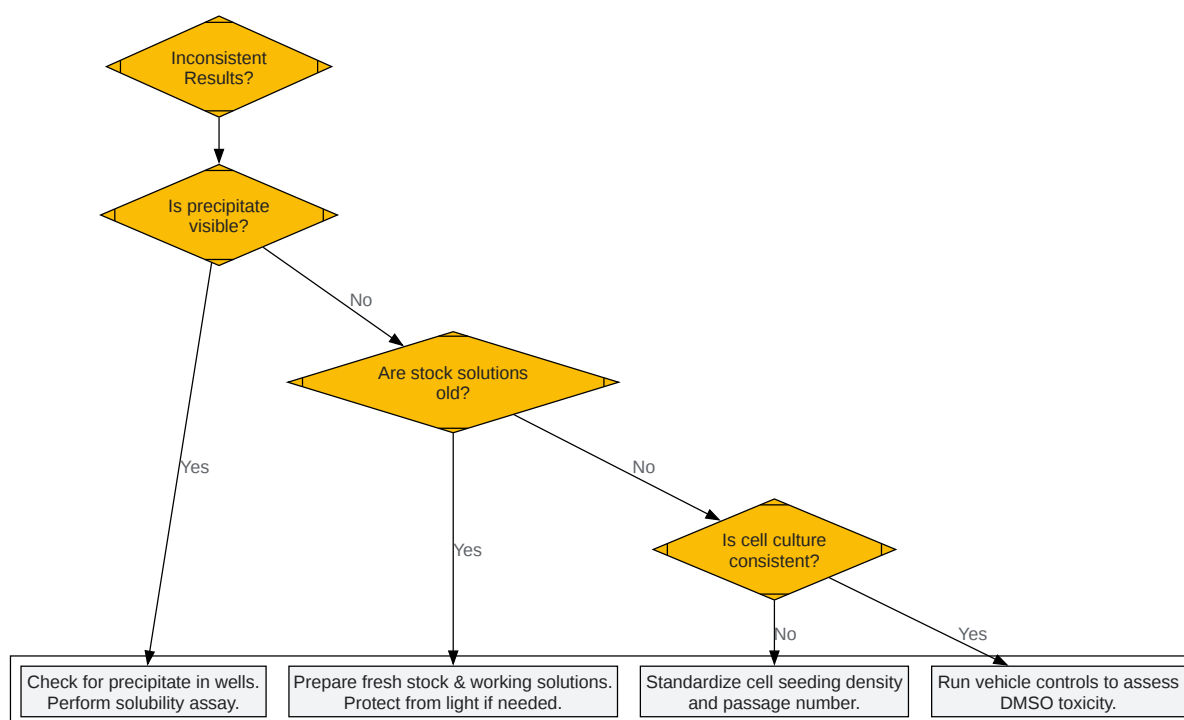 Inconsistent
Results?
Is precipitate
visible?
No
Are stock solutions
old?
Yes
No
Is cell culture
consistent?
Yes
No
Yes
Check for precipitate in wells.
Perform solubility assay.
Prepare fresh stock & working solutions.
Protect from light if needed.
Standardize cell seeding density
and passage number.
Run vehicle controls to assess
DMSO toxicity.